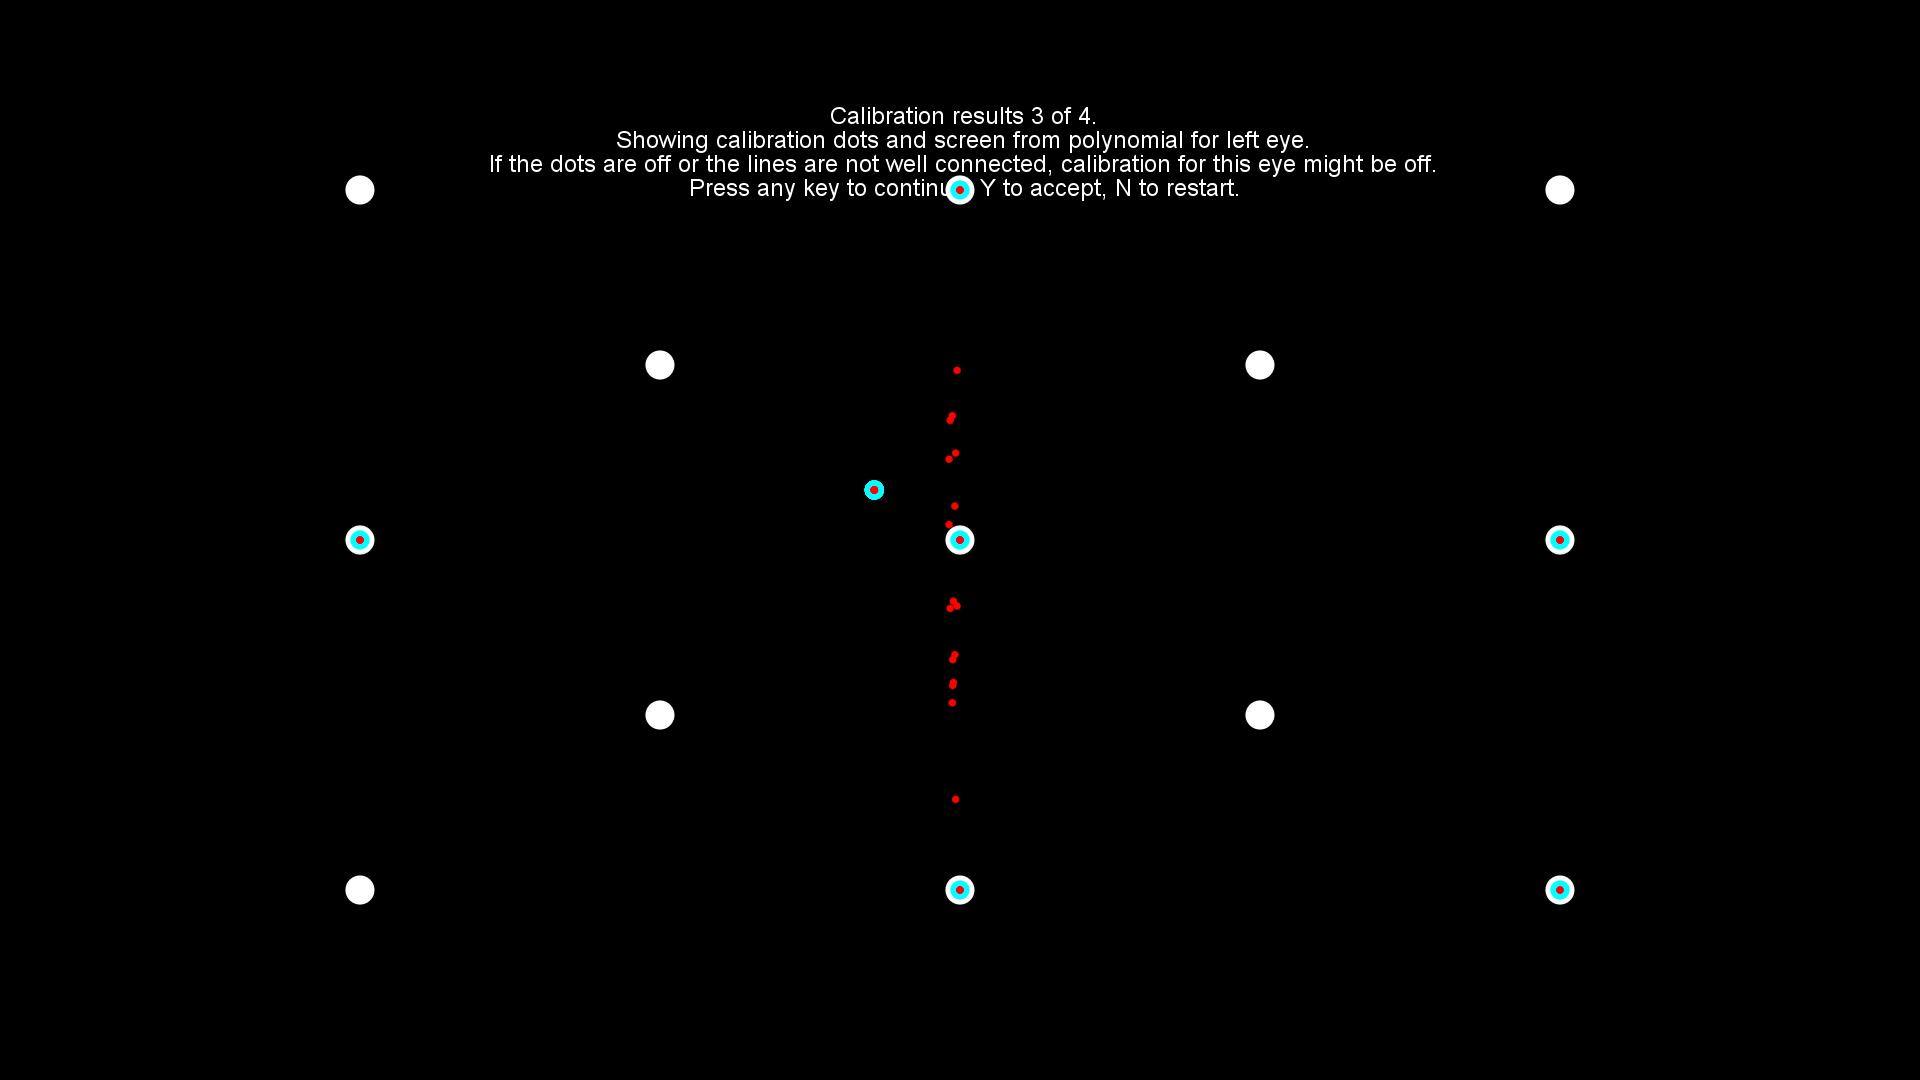 Calibration results 3 of 4.
Showing calibration dots and screen from polynomial for left eye.
If the dots are off or the lines are not well connected, calibration for this eye might be off.
Press any key to continu Y to accept, N to restart.